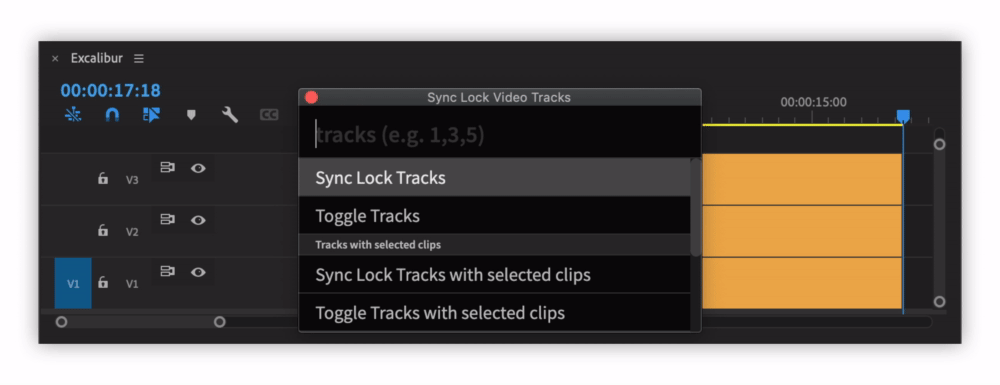 × Excalibur
00:00:17:18
CC
V3
V2
V1 V1
Sync Lock Video Tracks
tracks (e.g. 1,3,5)
Sync Lock Tracks
Toggle Tracks
Tracks with selected clips
Sync Lock Tracks with selected clips
Toggle Tracks with selected clips
00:00:15:00